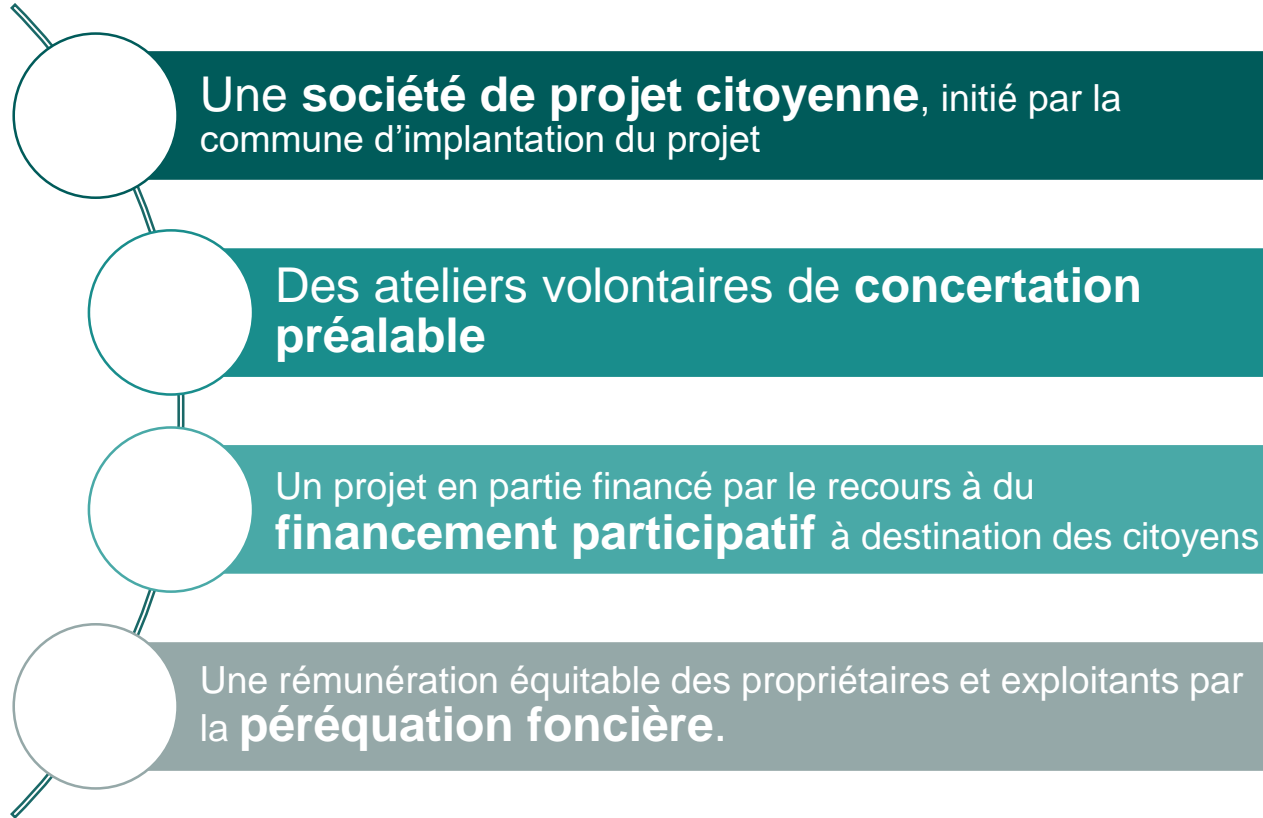 Une société de projet citoyenne, initié par la
commune d’implantation du projet
Des ateliers volontaires de concertation
préalable
Un projet en partie financé par le recours à du
financement participatif à destination des citoyens
Une rémunération équitable des propriétaires et exploitants par
la péréquation foncière.